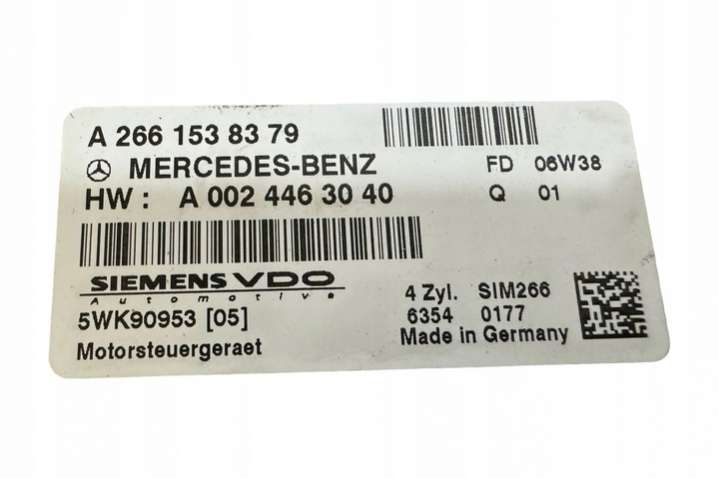 A 266 153 83 79
MERCEDES-BENZ FD 06W38
HW : A 002 446 30 40 Q 01
SIEMENS VDO
Automotive
4 Zyl. SIM266
5WK90953 [05] 6354 0177
Motorsteuergeraet Made in Germany